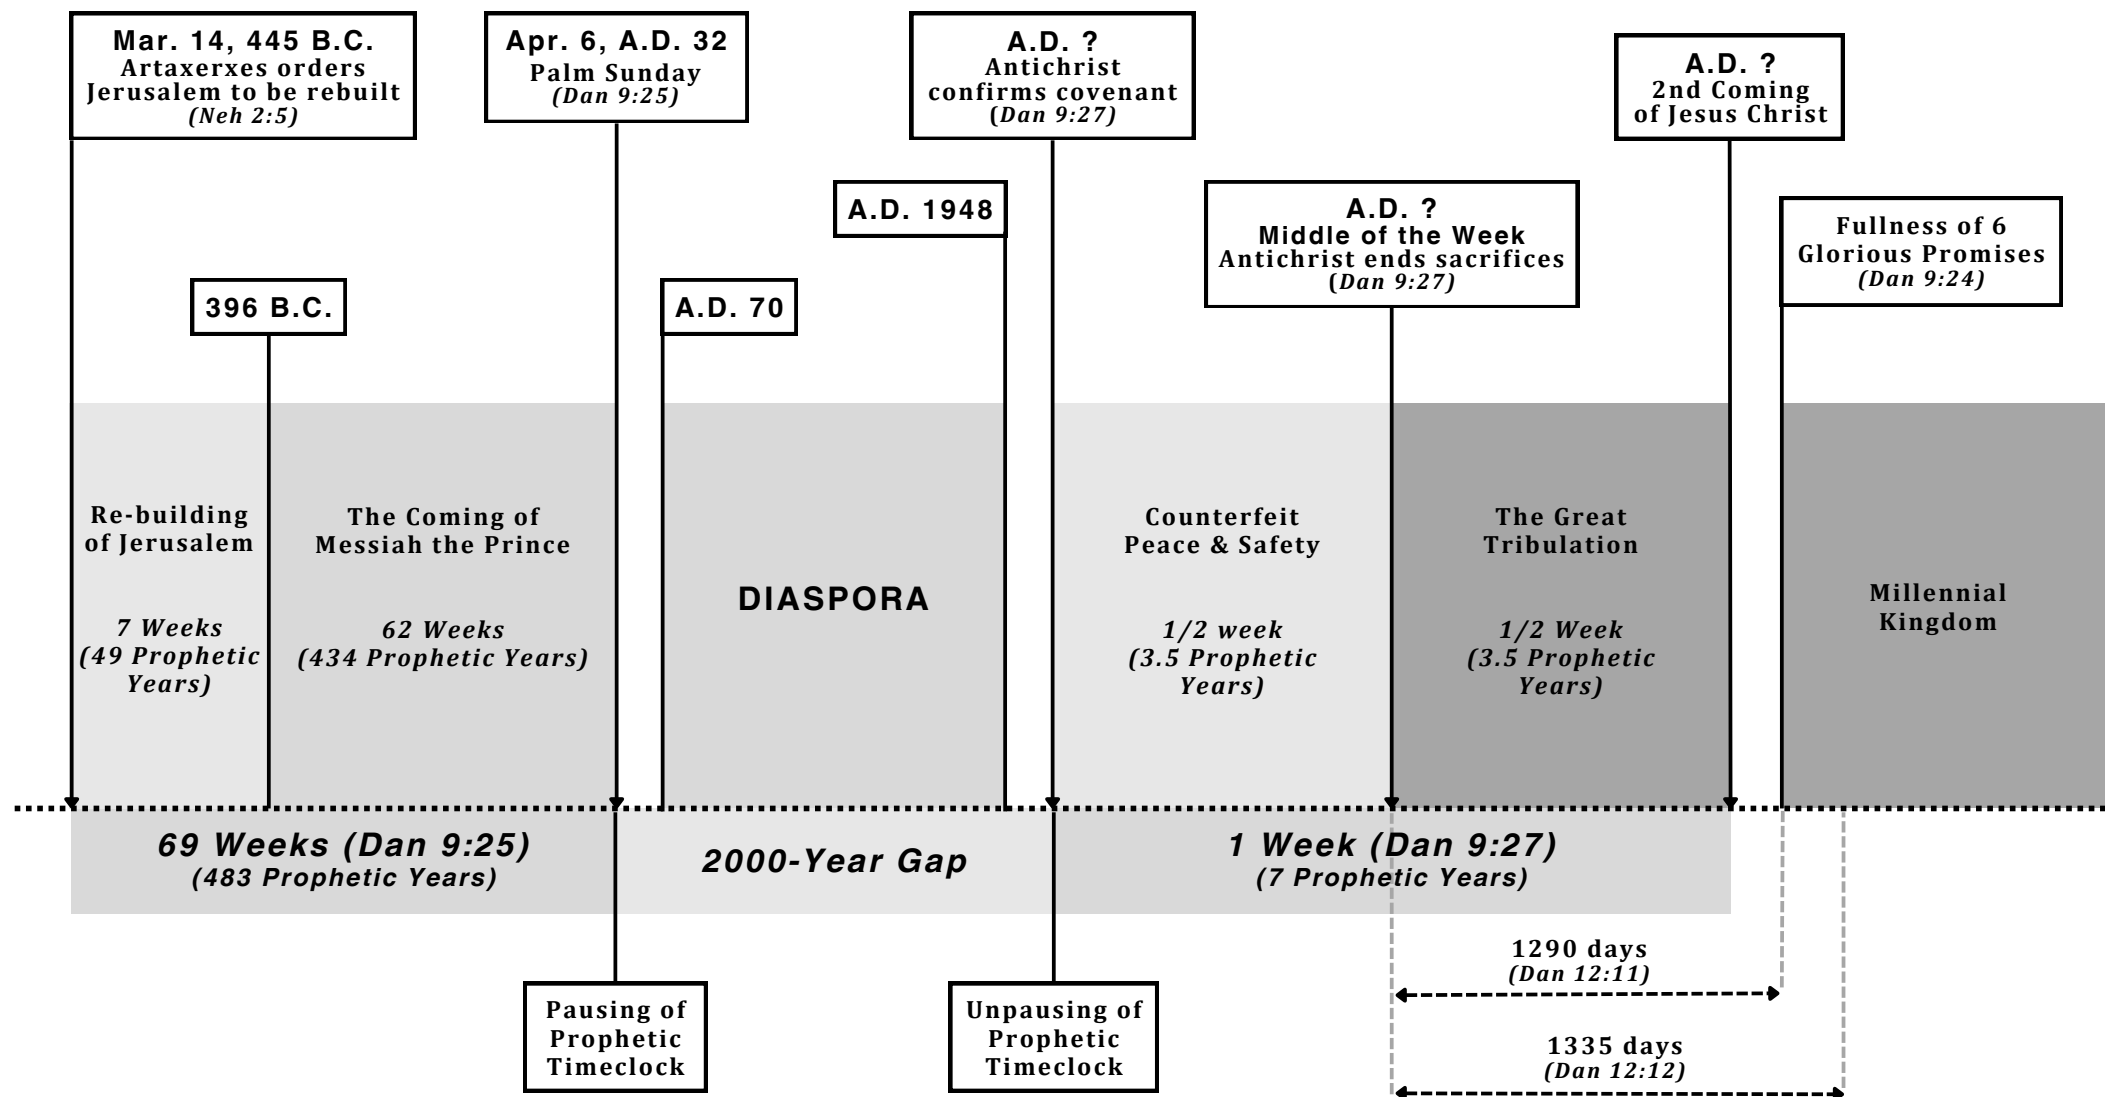 Mar. 14, 445 B.C.
Artaxerxes orders
Jerusalem to be rebuilt
(Neh 2:5)
Apr. 6, A.D. 32
Palm Sunday
(Dan 9:25)
A.D. ?
Antichrist
confirms covenant
(Dan 9:27)
A.D. ?
2nd Coming
of Jesus Christ
A.D. 1948
A.D. ?
Middle of the Week
Antichrist ends sacrifices
(Dan 9:27)
Fullness of 6
Glorious Promises
(Dan 9:24)
396 B.C.
A.D. 70
Re-building
of Jerusalem
7 Weeks
(49 Prophetic
Years)
The Coming of
Messiah the Prince
62 Weeks
(434 Prophetic Years)
DIASPORA
Counterfeit
Peace & Safety
1/2 week
(3.5 Prophetic
Years)
The Great
Tribulation
1/2 Week
(3.5 Prophetic
Years)
Millennial
Kingdom
69 Weeks (Dan 9:25)
(483 Prophetic Years)
2000-Year Gap
1 Week (Dan 9:27)
(7 Prophetic Years)
Pausing of
Prophetic
Timeclock
Unpausing of
Prophetic
Timeclock
1290 days
(Dan 12:11)
1335 days
(Dan 12:12)